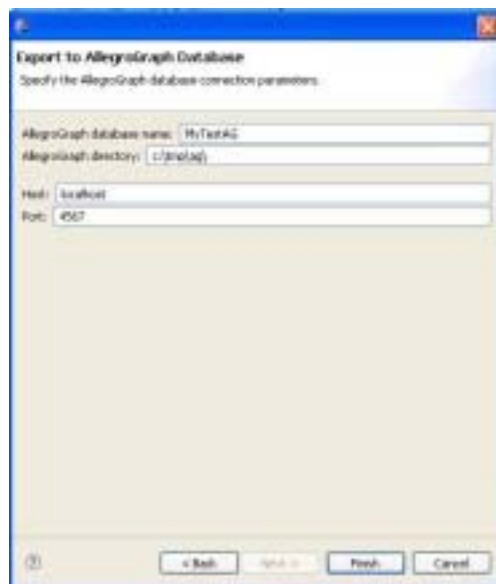 Export to AllegroGraph Database
Specify the AllegroGraph database connection parameters.
AllegroGraph database name: MyTestAG
AllegroGraph directory: c:\tmp\ag\
Host: localhost
Port: 4567
< Back Next > Finish Cancel